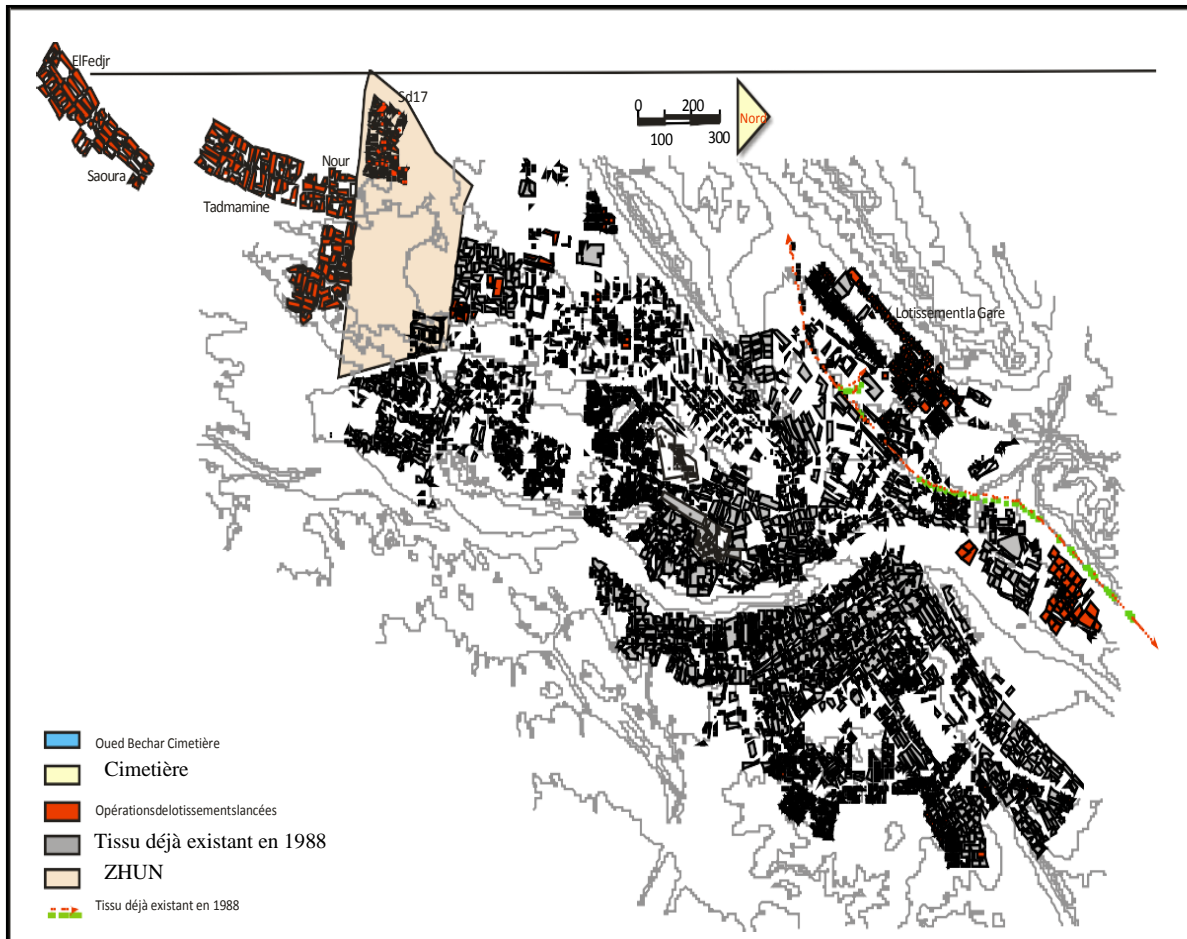 ElFedjr
Sd17
0 200
100 300
Nord
Nour
Saoura
Tadmamine
Lotissementla Gare
Oued Bechar Cimetière
Cimetière
Opérationsdelotissementslancées
Tissu déjà existant en 1988
ZHUN
Tissu déjà existant en 1988